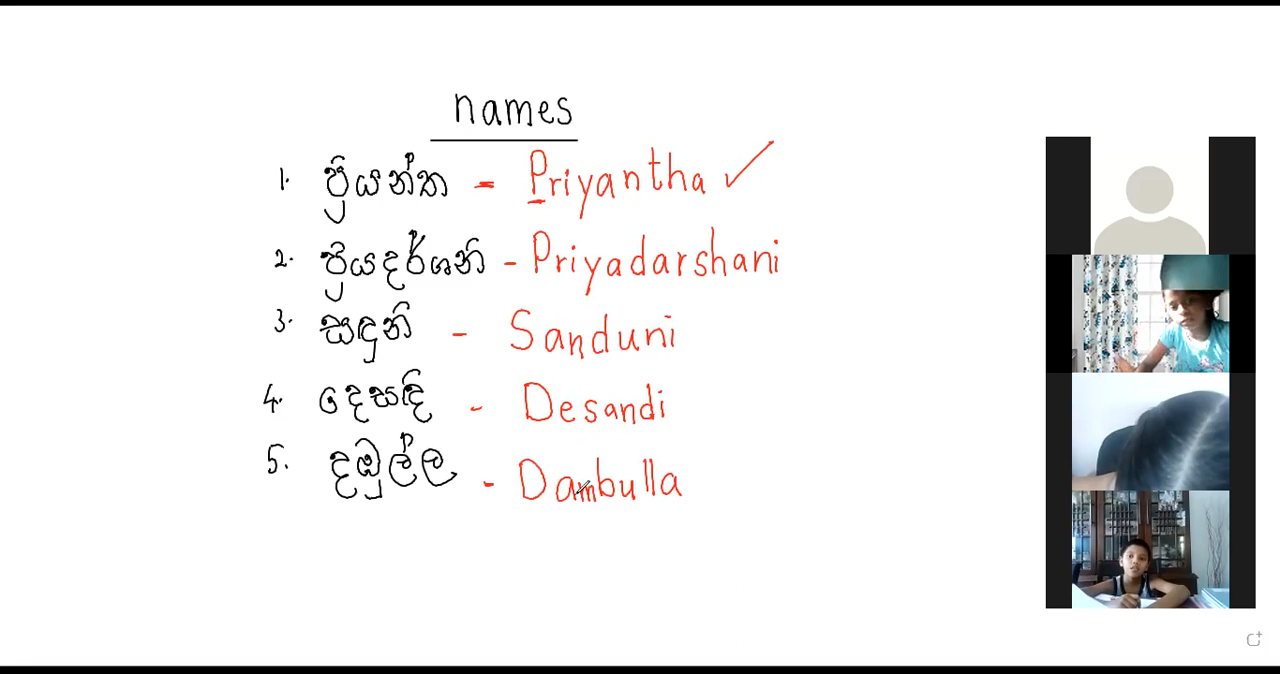 names
1. ප්‍රියන්ත - Priyantha ✓
2. ප්‍රියදර්ශනි - Priyadarshani
3. සඳුනි - Sanduni
4. දෙසඳි - Desandi
5. දඹුල්ල - Dambulla